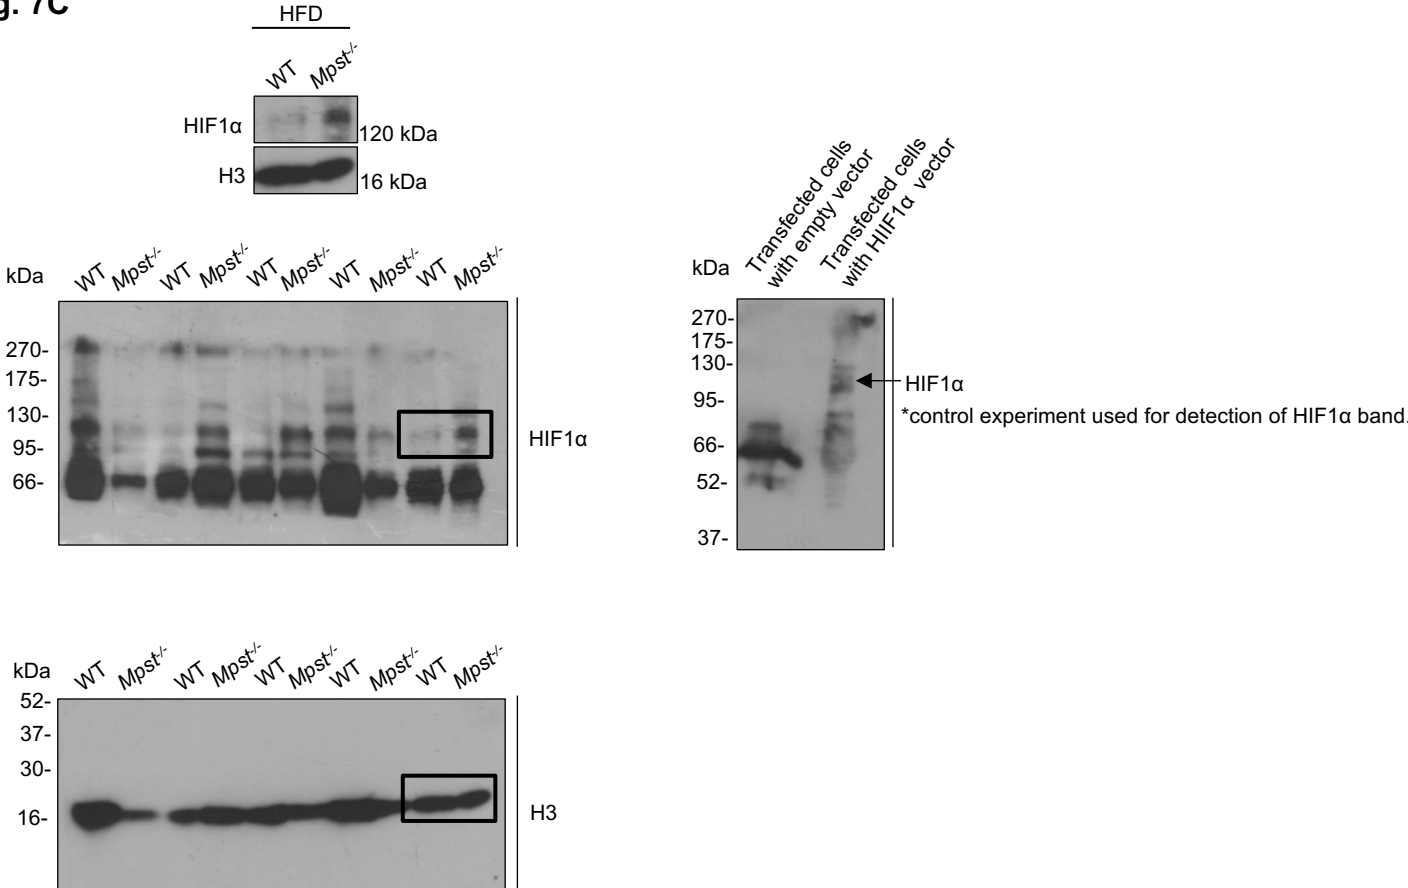 g. 7C
HFD
WT Mpst-/-
HIF1α
120 kDa
H3
16 kDa
kDa
WT Mpst-/- WT Mpst-/- WT Mpst-/- WT Mpst-/- WT Mpst-/-
270-
175-
130-
95-
66-
HIF1α
Transfected cells
with empty vector
Transfected cells
with HIIF1α vector
kDa
270-
175-
130-
95-
66-
52-
37-
HIF1α
*control experiment used for detection of HIF1α band.
kDa
WT Mpst-/- WT Mpst-/- WT Mpst-/- WT Mpst-/- WT Mpst-/-
52-
37-
30-
16-
H3